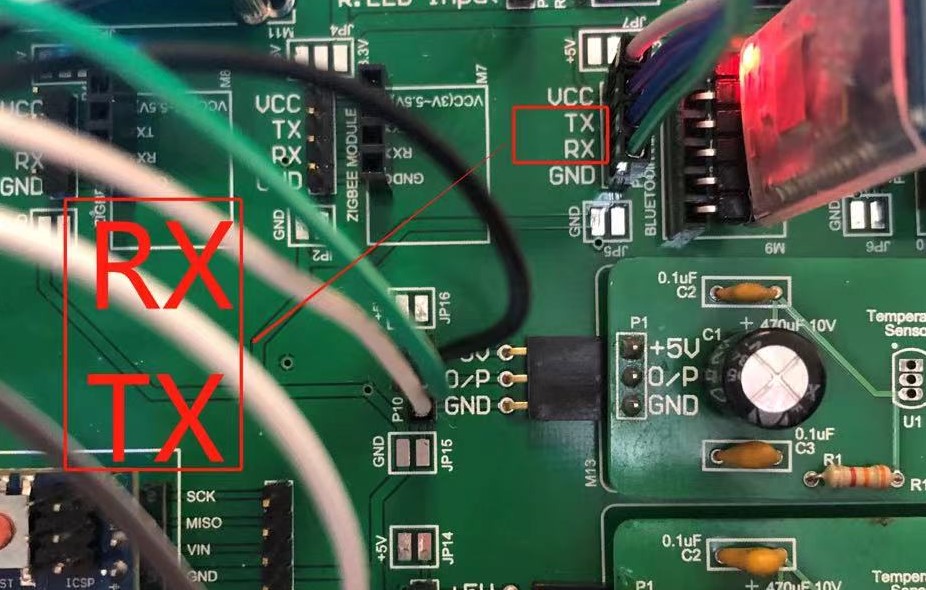 R.LED Input
M11
JP4
JP7
+5V
3.3V
M8
M7
VCC
TX
RX
GND
VCC(3V~5.5V)
TX
RX
VCC
TX
RX
GND
ZIGBEE MODULE
VCC(3V~5.5V)
RX
GND
VCC
TX
RX
GND
BLUETOOTH
GND
JP2
GND
JP5
M9
GND
JP6
RX
TX
JP16
P10
5V
O/P
GND
P1
+5V
O/P
GND
0.1uF
C2
C1
+ 470uF 10V
0.1uF
C3
R1
U1
M13
GND
JP15
+5V
JP14
SCK
MISO
VIN
GND
ICSP
+5V
P1
0.1uF
C2
+ 470uF 10V